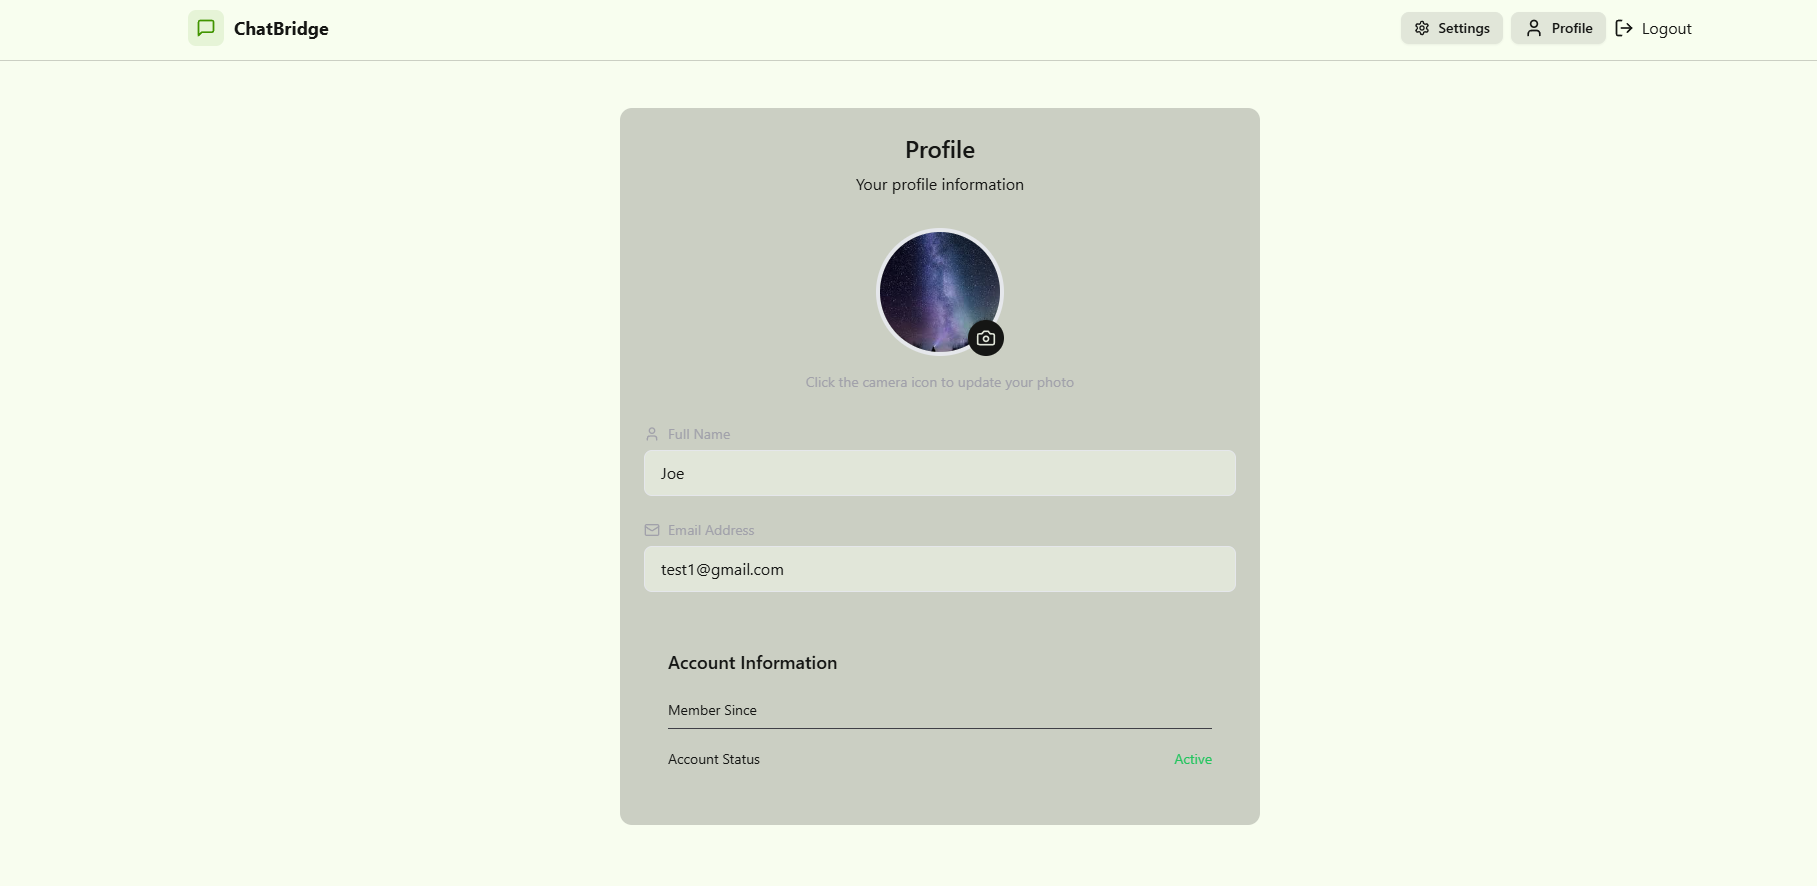 ChatBridge
Settings
Profile
Logout
Profile
Your profile information
Click the camera icon to update your photo
Full Name
Joe
Email Address
test1@gmail.com
Account Information
Member Since
Account Status
Active